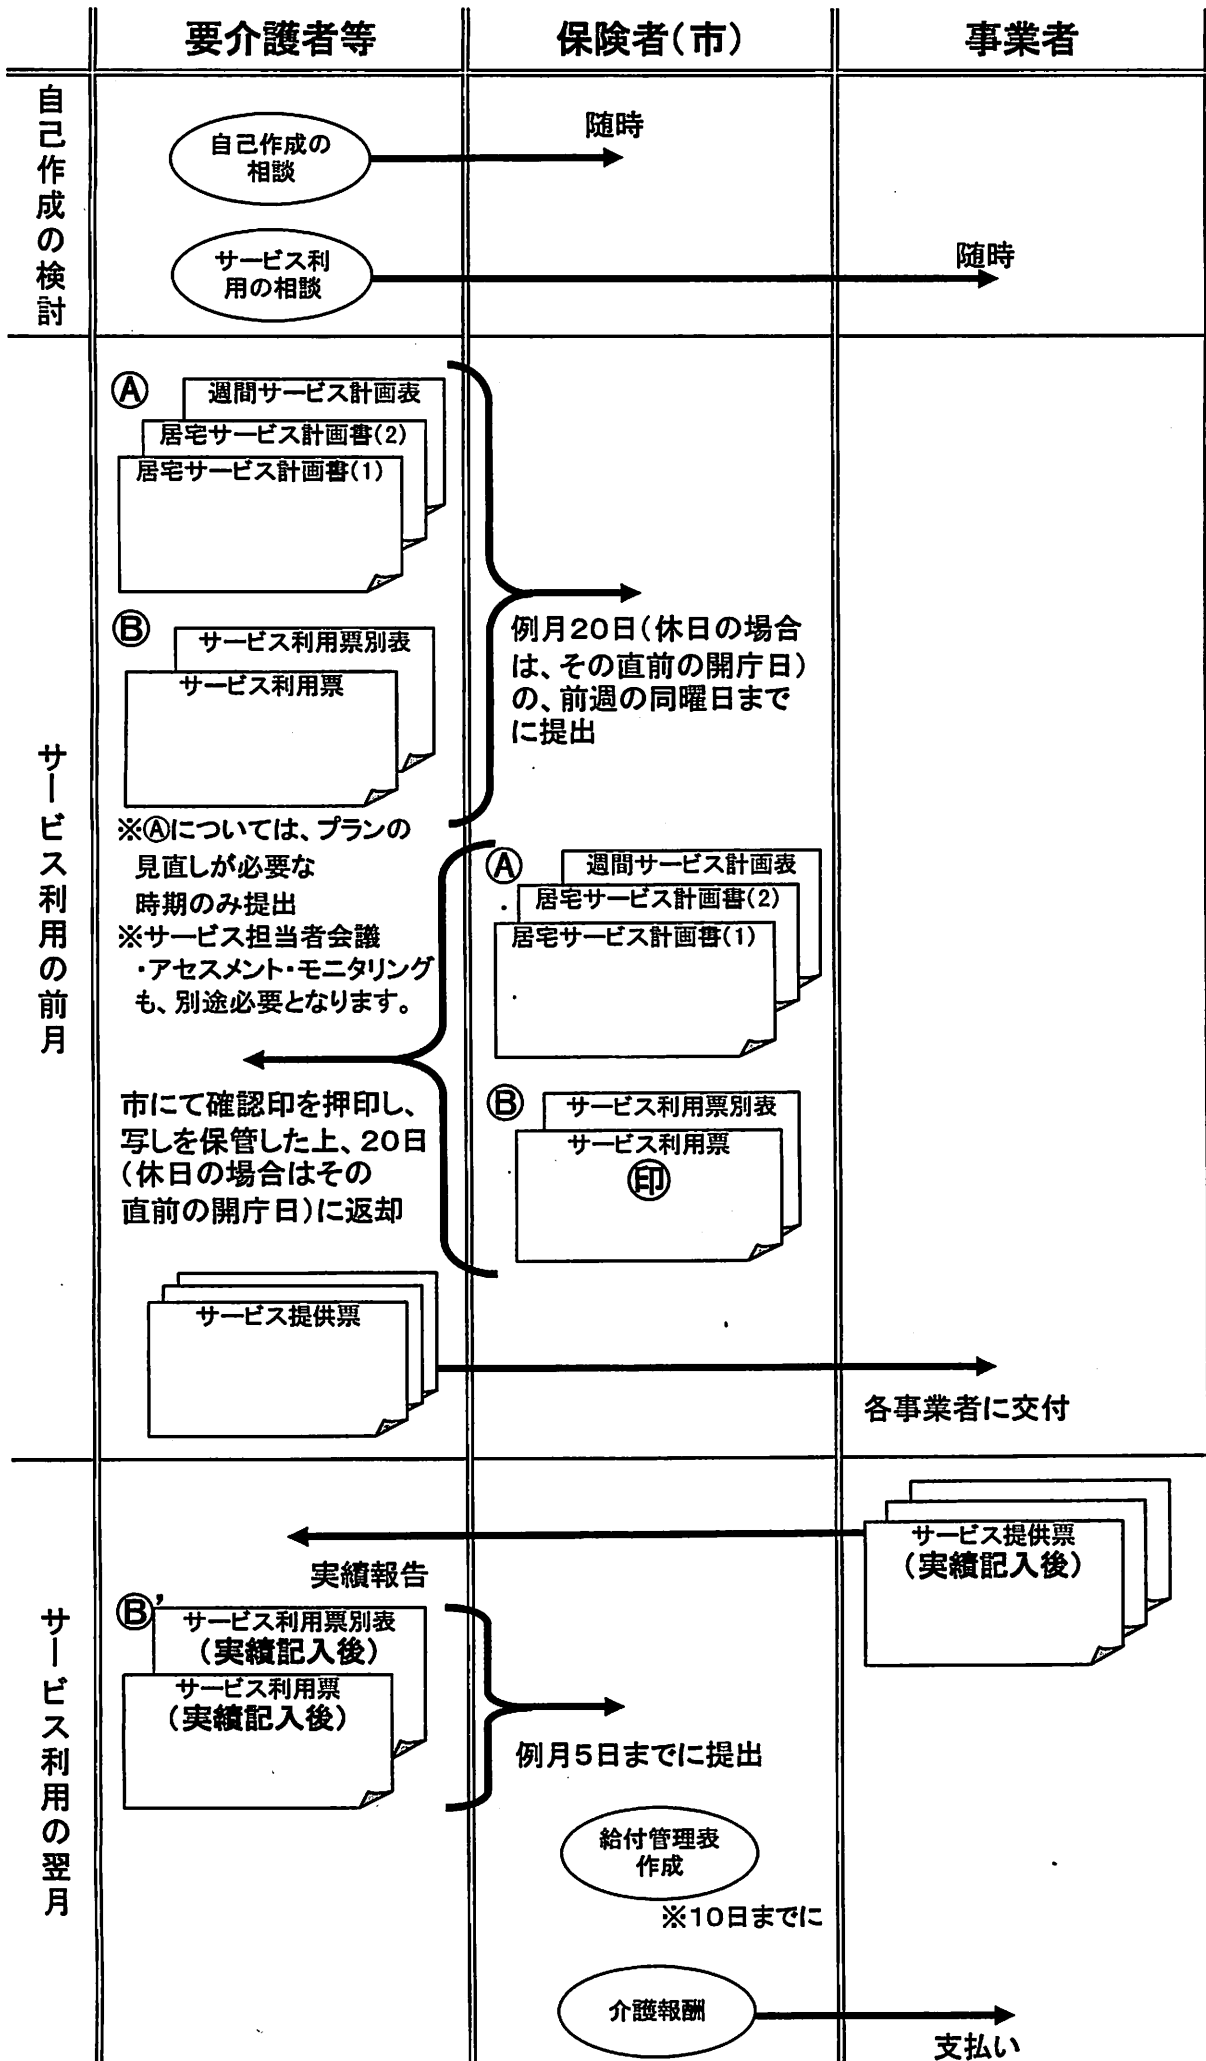 要介護者等
保険者(市)
事業者
自己作成の検討
自己作成の
相談
随時
サービス利
用の相談
随時
サービス利用の前月
Ⓐ
週間サービス計画表
居宅サービス計画書(2)
居宅サービス計画書(1)
Ⓑ
サービス利用票別表
サービス利用票
例月20日(休日の場合
は、その直前の開庁日)
の、前週の同曜日まで
に提出
※Ⓐについては、プランの
見直しが必要な
時期のみ提出
※サービス担当者会議
・アセスメント・モニタリング
も、別途必要となります。
Ⓐ
週間サービス計画表
居宅サービス計画書(2)
居宅サービス計画書(1)
Ⓑ
サービス利用票別表
サービス利用票
㊞
市にて確認印を押印し、
写しを保管した上、20日
(休日の場合はその
直前の開庁日)に返却
サービス提供票
各事業者に交付
サービス利用の翌月
サービス提供票
(実績記入後)
実績報告
Ⓑ’
サービス利用票別表
(実績記入後)
サービス利用票
(実績記入後)
例月5日までに提出
給付管理表
作成
※10日までに
介護報酬
支払い